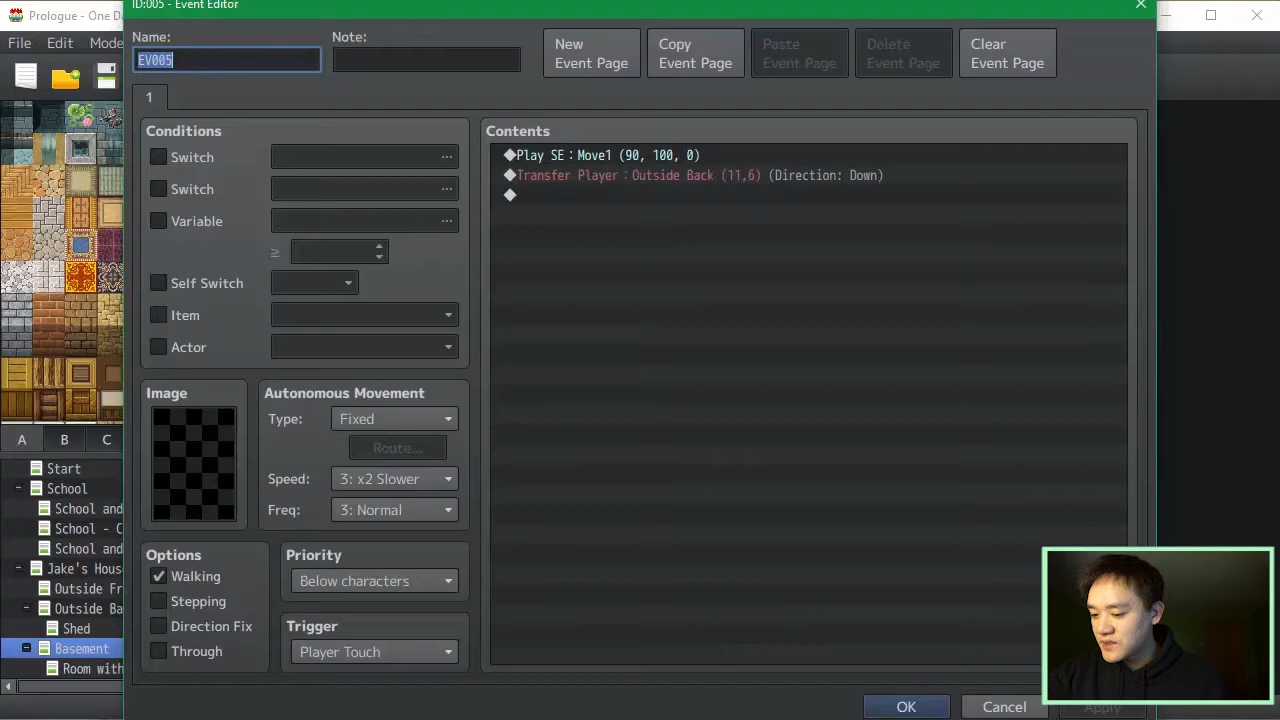 ID:005 - Event Editor
Prologue - One Da
File Edit Mode
Name:
Note:
EV005
New Event Page
Copy Event Page
Paste Event Page
Delete Event Page
Clear Event Page
1
Conditions
Switch ...
Switch ...
Variable ...
≥
Self Switch
Item
Actor
Contents
◆Play SE：Move1 (90, 100, 0)
◆Transfer Player：Outside Back (11,6) (Direction: Down)
◆
Image
Autonomous Movement
Type: Fixed
Route...
Speed: 3: x2 Slower
Freq: 3: Normal
Options
Walking
Stepping
Direction Fix
Through
Priority
Below characters
Trigger
Player Touch
A B C
Start
School
School and
School - C
School and
Jake's Hous
Outside Fr
Outside Ba
Shed
Basement
Room with
OK
Cancel
Apply